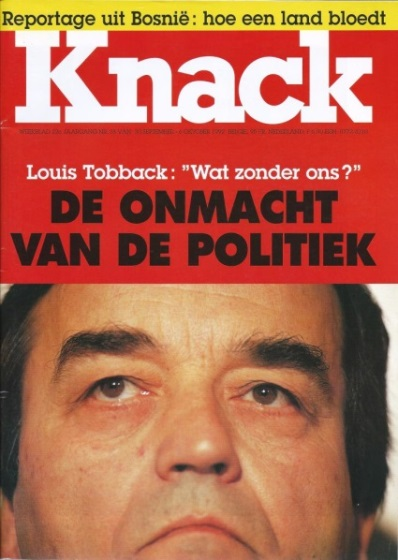 Reportage uit Bosnië: hoe een land bloedt
Knack
Louis Tobback: "Wat zonder ons?"
DE ONMACHT
VAN DE POLITIEK